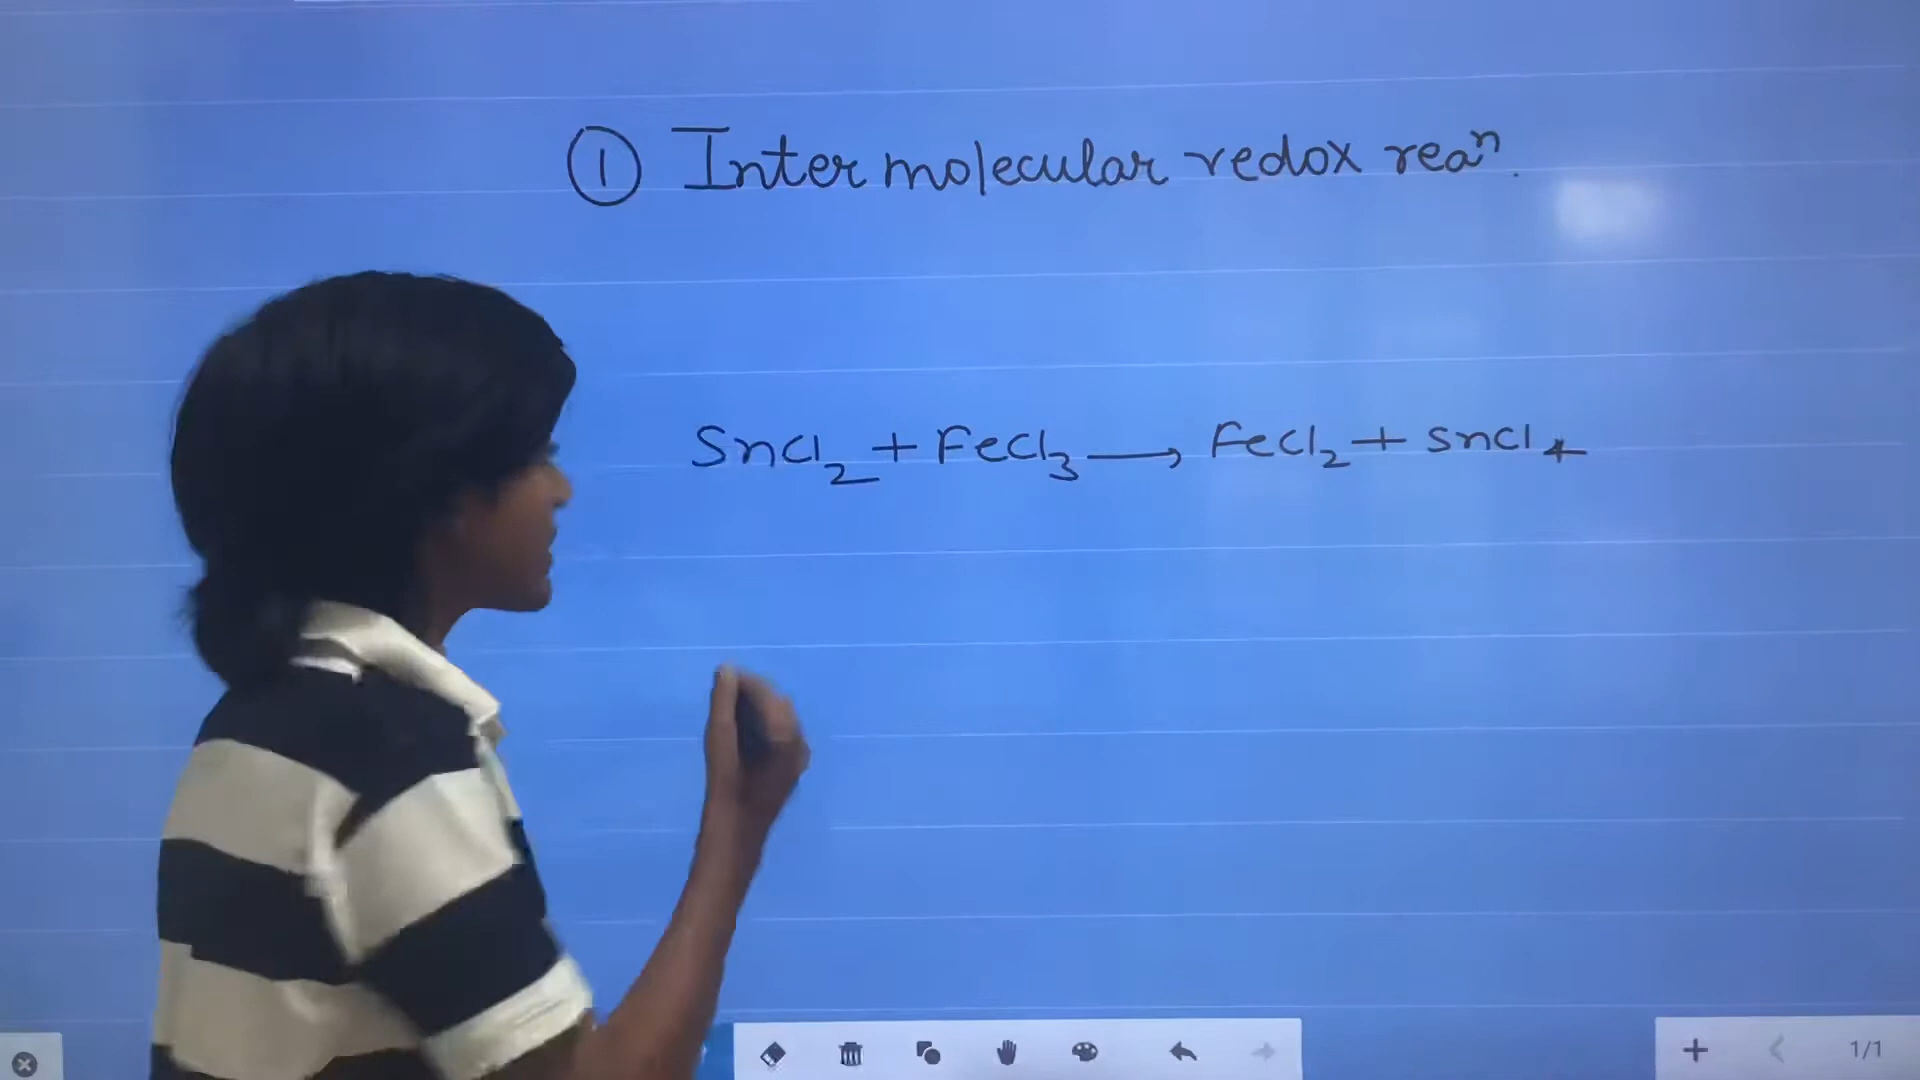 ① Inter molecular redox reaⁿ.
SnCl₂ + FeCl₃ ⟶ FeCl₂ + SnCl₄
1/1